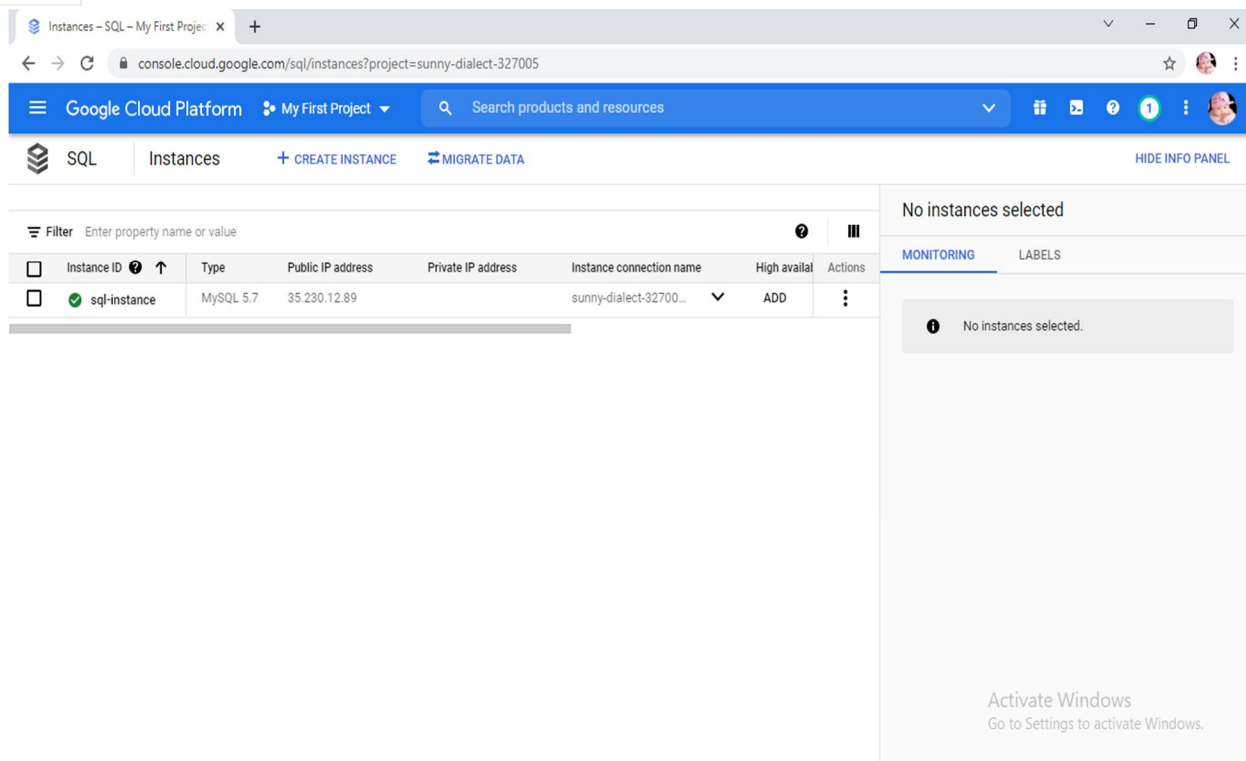 Instances – SQL – My First Projec
console.cloud.google.com/sql/instances?project=sunny-dialect-327005
Google Cloud Platform My First Project Search products and resources 1
SQL Instances + CREATE INSTANCE MIGRATE DATA HIDE INFO PANEL
No instances selected
Filter Enter property name or value
MONITORING LABELS
Instance ID Type Public IP address Private IP address Instance connection name High availal Actions
sql-instance MySQL 5.7 35.230.12.89 sunny-dialect-32700... ADD
No instances selected.
Activate Windows
Go to Settings to activate Windows.